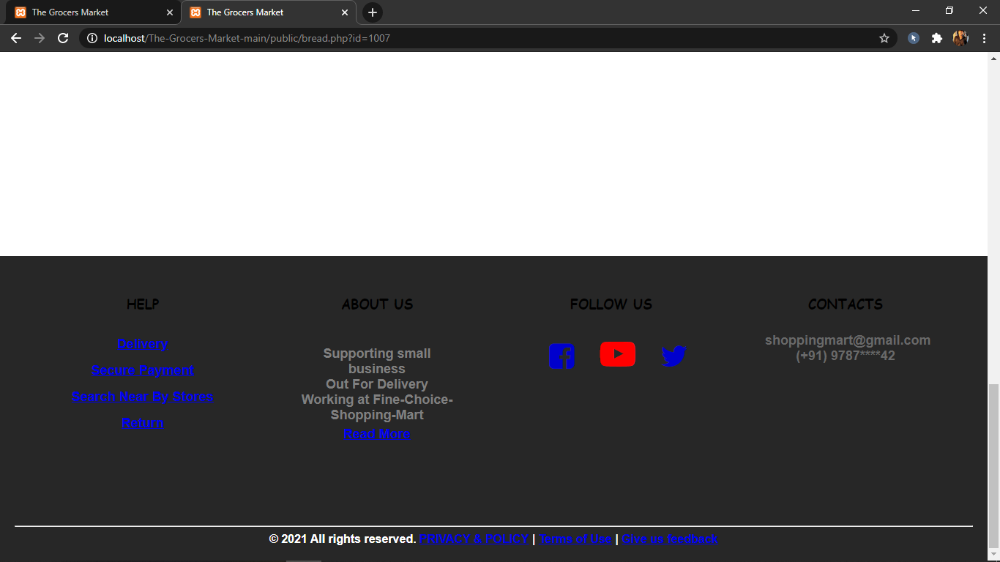 The Grocers Market
The Grocers Market
localhost/The-Grocers-Market-main/public/bread.php?id=1007
HELP
Delivery
Secure Payment
Search Near By Stores
Return
ABOUT US
Supporting small
business
Out For Delivery
Working at Fine-Choice-
Shopping-Mart
Read More
FOLLOW US
CONTACTS
shoppingmart@gmail.com
(+91) 9787****42
© 2021 All rights reserved. PRIVACY & POLICY | Terms of Use | Give us feedback